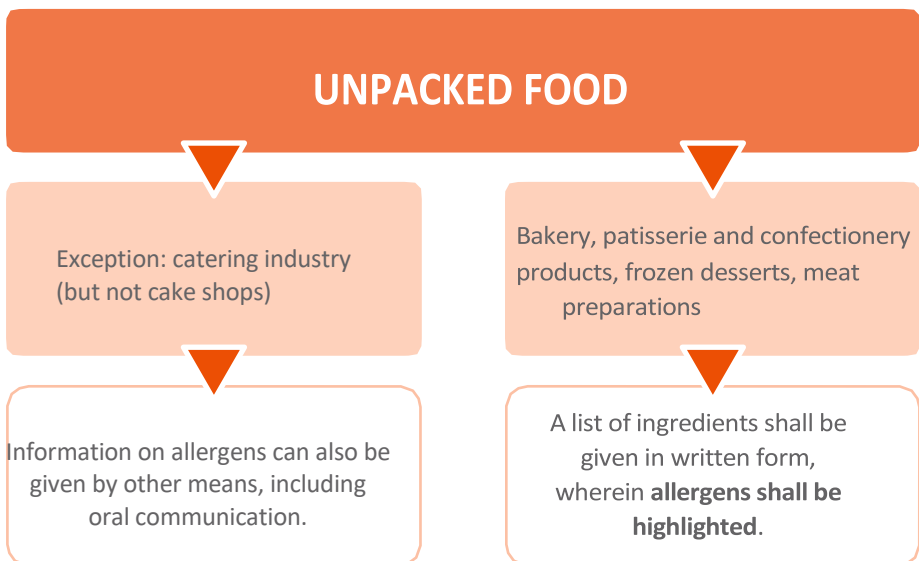 UNPACKED FOOD
Exception: catering industry
(but not cake shops)
Bakery, patisserie and confectionery
products, frozen desserts, meat
preparations
Information on allergens can also be
given by other means, including
oral communication.
A list of ingredients shall be
given in written form,
wherein allergens shall be
highlighted.